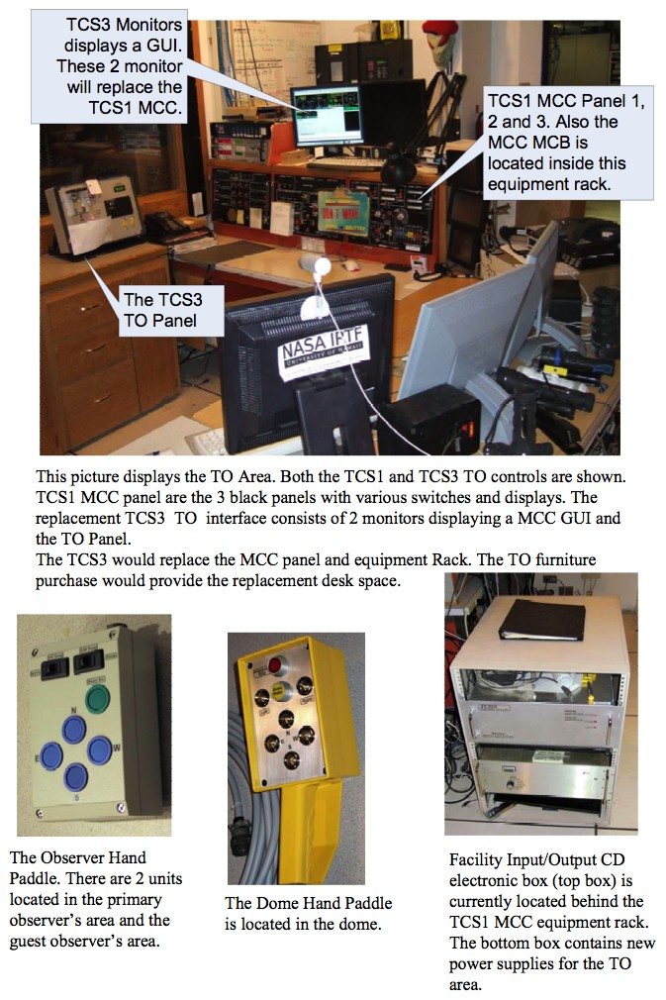 TCS3 Monitors
displays a GUI.
These 2 monitor
will replace the
TCS1 MCC.
TCS1 MCC Panel 1,
2 and 3. Also the
MCC MCB is
located inside this
equipment rack.
The TCS3
TO Panel
DON'T MOVE
NASA IRTF
UNIVERSITY OF HAWAII
This picture displays the TO Area. Both the TCS1 and TCS3 TO controls are shown.
TCS1 MCC panel are the 3 black panels with various switches and displays. The
replacement TCS3 TO interface consists of 2 monitors displaying a MCC GUI and
the TO Panel.
The TCS3 would replace the MCC panel and equipment Rack. The TO furniture
purchase would provide the replacement desk space.
N
E
W
S
N
E W
S
The Observer Hand
Paddle. There are 2 units
located in the primary
observer's area and the
guest observer's area.
The Dome Hand Paddle
is located in the dome.
Facility Input/Output CD
electronic box (top box) is
currently located behind the
TCS1 MCC equipment rack.
The bottom box contains new
power supplies for the TO
area.